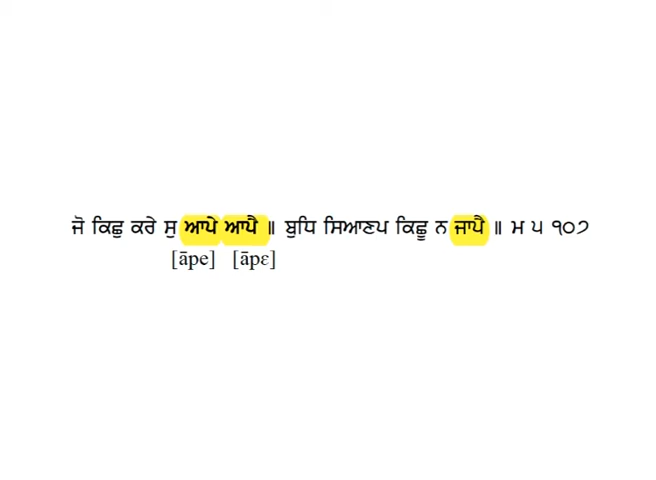 ਜੋ ਕਿਛੁ ਕਰੇ ਸੁ ਆਪੇ ਆਪੈ ॥ ਬੁਧਿ ਸਿਆਣਪ ਕਿਛੂ ਨ ਜਾਪੈ ॥ ਮ ੫ ੧੦੭
[āpe] [āpɛ]